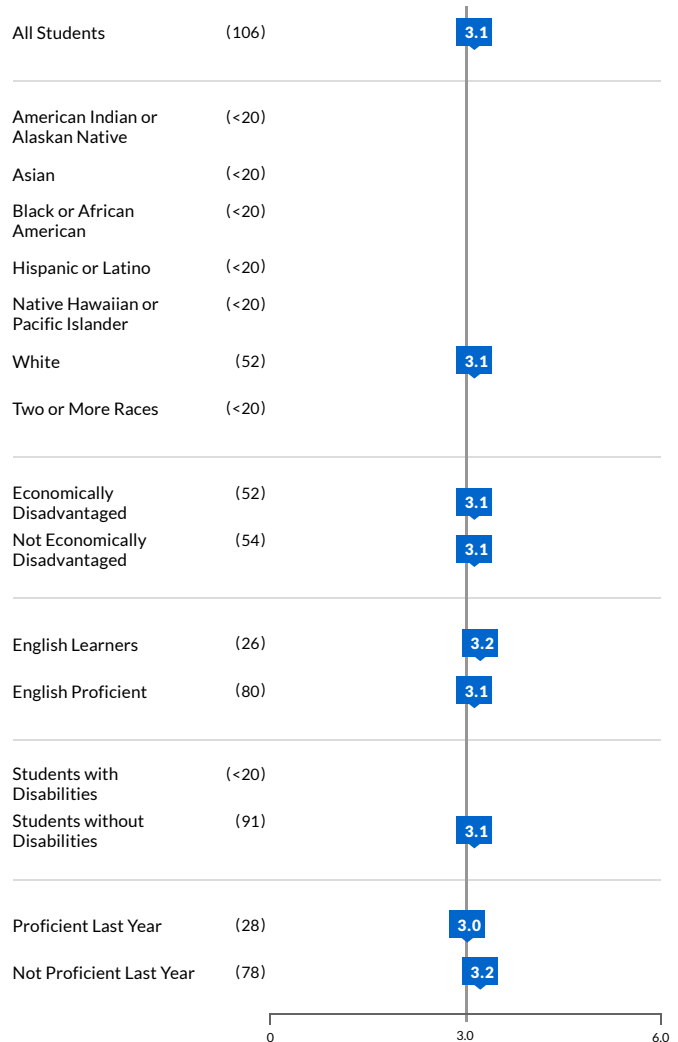 All Students (106) 3.1
American Indian or
Alaskan Native (<20)
Asian (<20)
Black or African
American (<20)
Hispanic or Latino (<20)
Native Hawaiian or
Pacific Islander (<20)
White (52) 3.1
Two or More Races (<20)
Economically
Disadvantaged (52) 3.1
Not Economically
Disadvantaged (54) 3.1
English Learners (26) 3.2
English Proficient (80) 3.1
Students with
Disabilities (<20)
Students without
Disabilities (91) 3.1
Proficient Last Year (28) 3.0
Not Proficient Last Year (78) 3.2
0 3.0 6.0